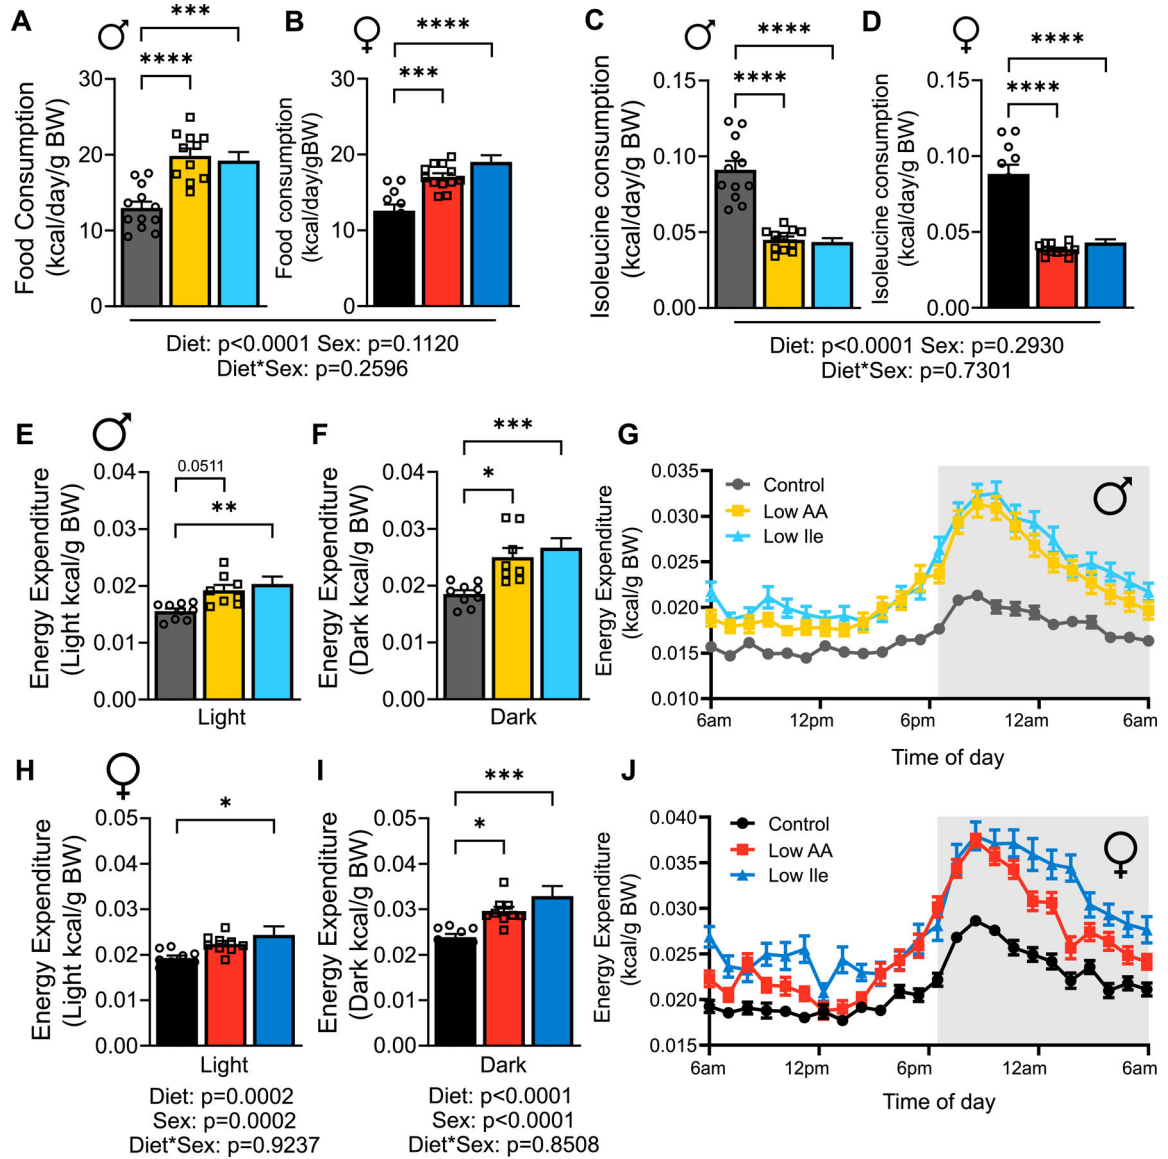 A
♂
***
****
Food Consumption
(kcal/day/g BW)
30
20
10
0
B
♀
****
***
Food consumption
(kcal/day/gBW)
30
20
10
0
Diet: p<0.0001 Sex: p=0.1120
Diet*Sex: p=0.2596
C
♂
****
****
Isoleucine consumption
(kcal/day/g BW)
0.15
0.10
0.05
0.00
D
♀
****
****
Isoleucine consumption
(kcal/day/g BW)
0.15
0.10
0.05
0.00
Diet: p<0.0001 Sex: p=0.2930
Diet*Sex: p=0.7301
E
♂
0.0511
**
Energy Expenditure
(Light kcal/g BW)
0.04
0.03
0.02
0.01
0.00
Light
F
***
*
Energy Expenditure
(Dark kcal/g BW)
0.04
0.03
0.02
0.01
0.00
Dark
G
♂
Control
Low AA
Low Ile
Energy Expenditure
(kcal/g BW)
0.035
0.030
0.025
0.020
0.015
0.010
6am 12pm 6pm 12am 6am
Time of day
H
♀
*
Energy Expenditure
(Light kcal/g BW)
0.05
0.04
0.03
0.02
0.01
0.00
Light
Diet: p=0.0002
Sex: p=0.0002
Diet*Sex: p=0.9237
I
***
*
Energy Expenditure
(Dark kcal/g BW)
0.05
0.04
0.03
0.02
0.01
0.00
Dark
Diet: p<0.0001
Sex: p<0.0001
Diet*Sex: p=0.8508
J
♀
Control
Low AA
Low Ile
Energy Expenditure
(kcal/g BW)
0.040
0.035
0.030
0.025
0.020
0.015
6am 12pm 6pm 12am 6am
Time of day